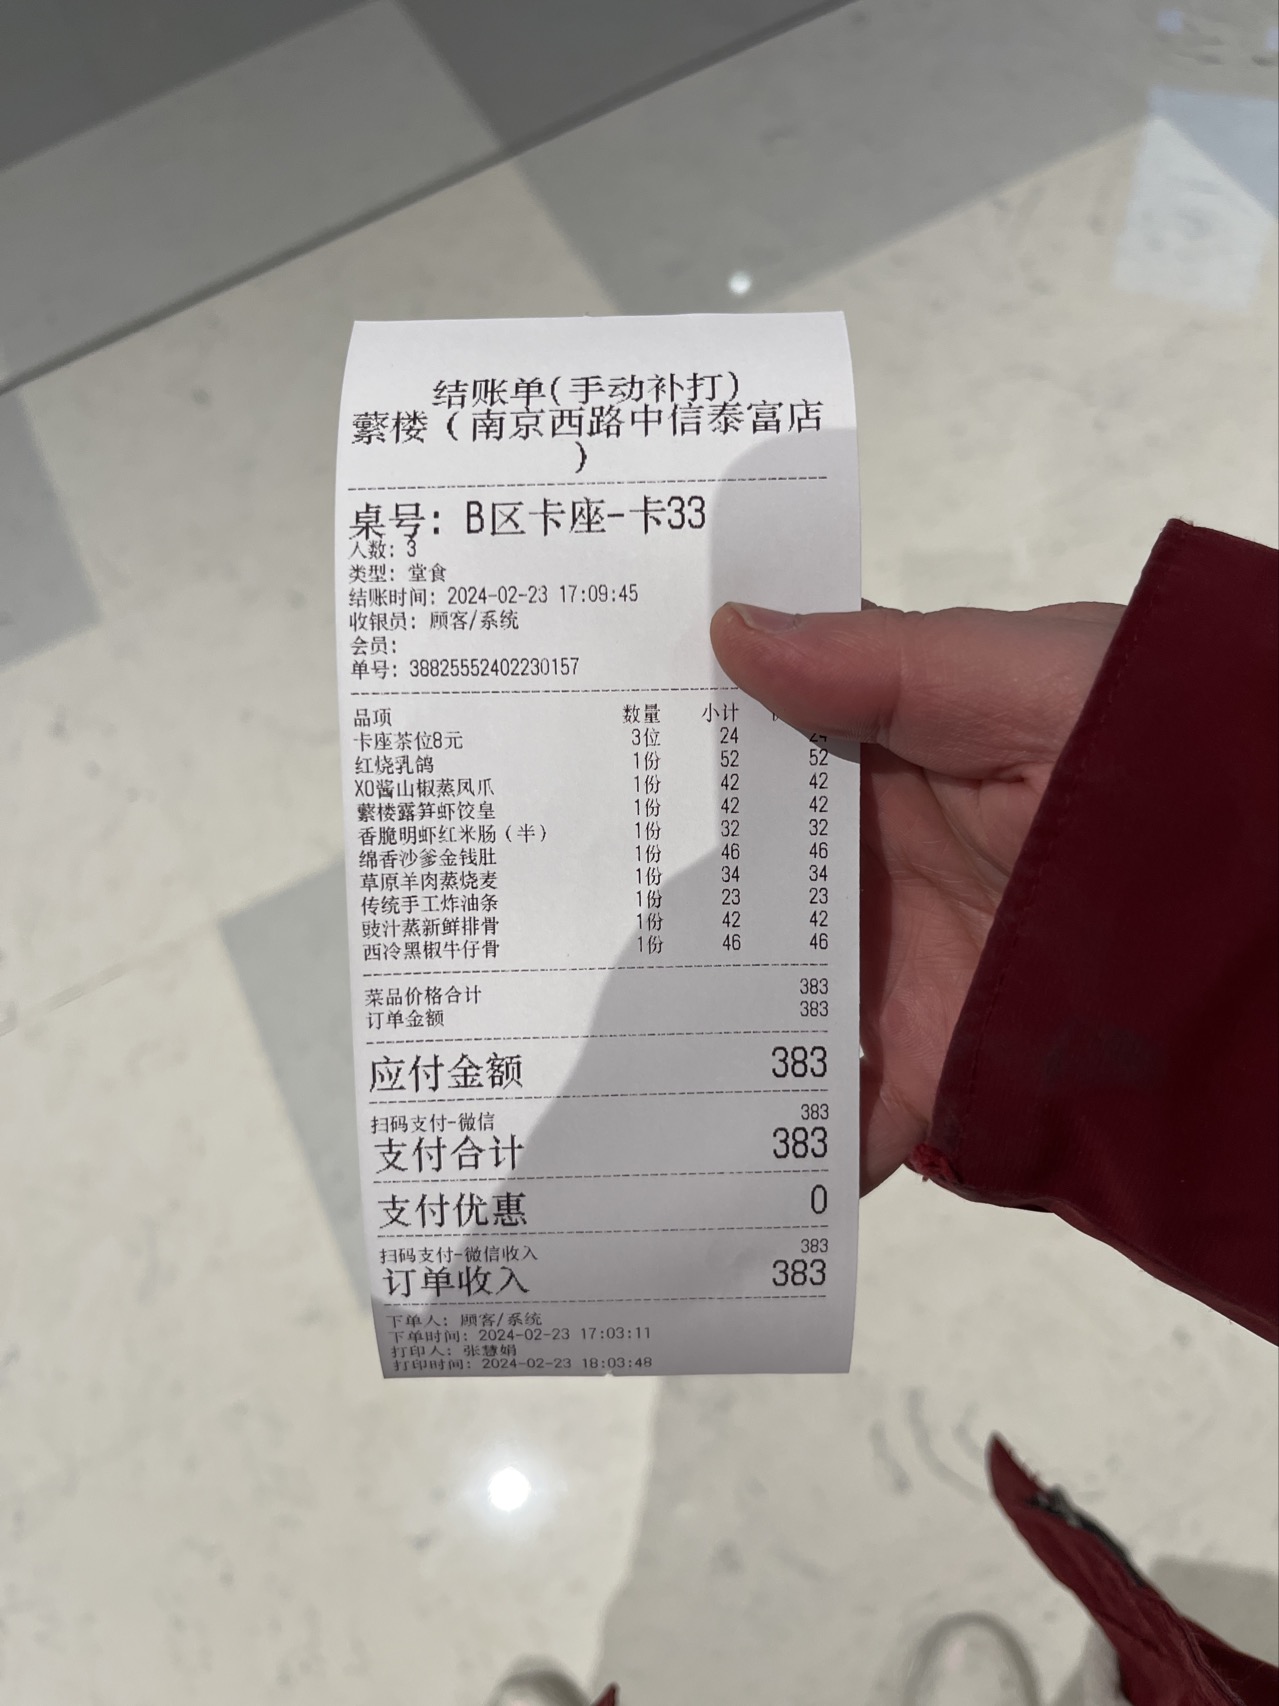 结账单(手动补打)
蘩楼（南京西路中信泰富店
）
桌号: B区卡座-卡33
人数: 3
类型: 堂食
结账时间: 2024-02-23 17:09:45
收银员: 顾客/系统
会员:
单号: 38825552402230157
品项 数量 小计
卡座茶位8元 3位 24 24
红烧乳鸽 1份 52 52
XO酱山椒蒸凤爪 1份 42 42
蘩楼露笋虾饺皇 1份 42 42
香脆明虾红米肠（半） 1份 32 32
绵香沙爹金钱肚 1份 46 46
草原羊肉蒸烧麦 1份 34 34
传统手工炸油条 1份 23 23
豉汁蒸新鲜排骨 1份 42 42
西冷黑椒牛仔骨 1份 46 46
菜品价格合计 383
订单金额 383
应付金额 383
扫码支付-微信 383
支付合计 383
支付优惠 0
扫码支付-微信收入 383
订单收入 383
下单人: 顾客/系统
下单时间: 2024-02-23 17:03:11
打印人: 张慧娟
打印时间: 2024-02-23 18:03:48